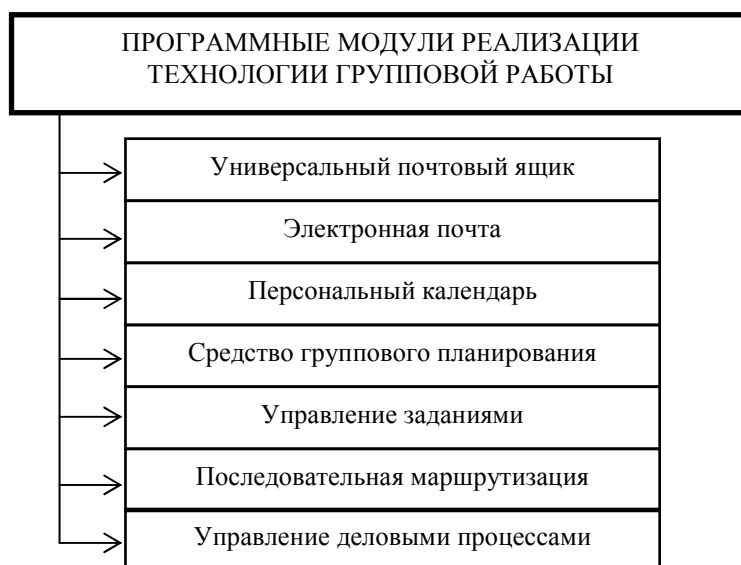 ПРОГРАММНЫЕ МОДУЛИ РЕАЛИЗАЦИИ
ТЕХНОЛОГИИ ГРУППОВОЙ РАБОТЫ
Универсальный почтовый ящик
Электронная почта
Персональный календарь
Средство группового планирования
Управление заданиями
Последовательная маршрутизация
Управление деловыми процессами